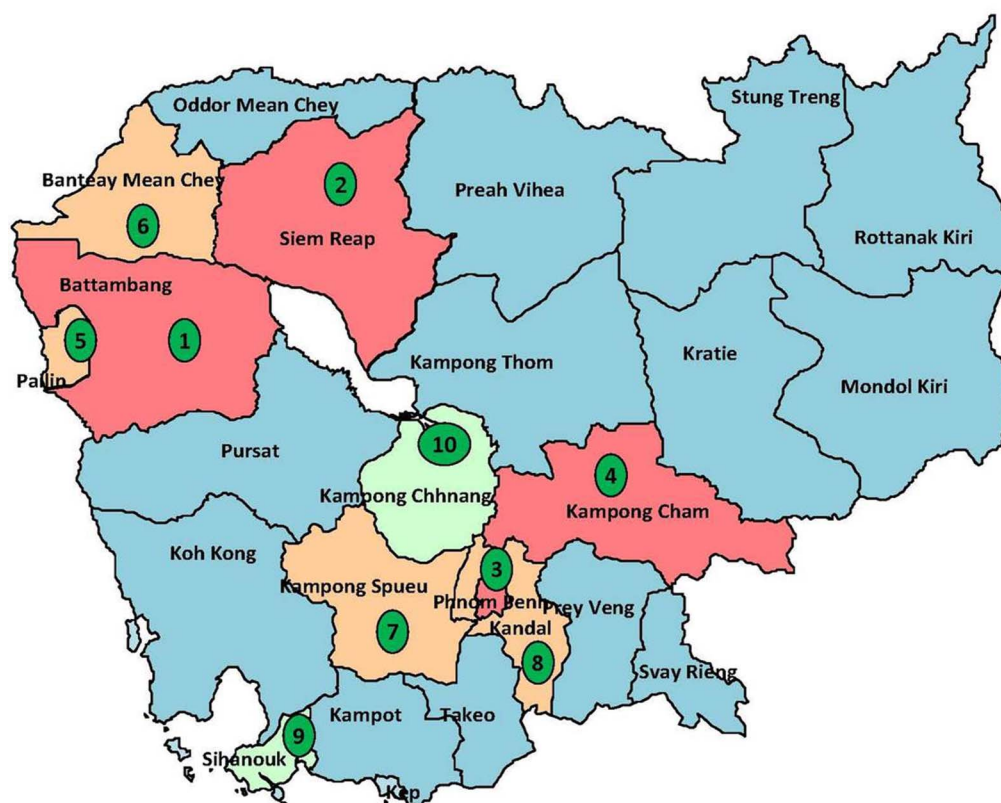 Oddor Mean Chey
Stung Treng
Banteay Mean Chey
2
Preah Vihea
6
Siem Reap
Rottanak Kiri
Battambang
5
1
Kampong Thom
Kratie
Pailin
Mondol Kiri
10
Pursat
4
Kampong Chhnang
Kampong Cham
Koh Kong
3
Kampong Spueu
Phnom Penh
Prey Veng
7
Kandal
8
Svay Rieng
Kampot
Takeo
9
Sihanouk
Kep